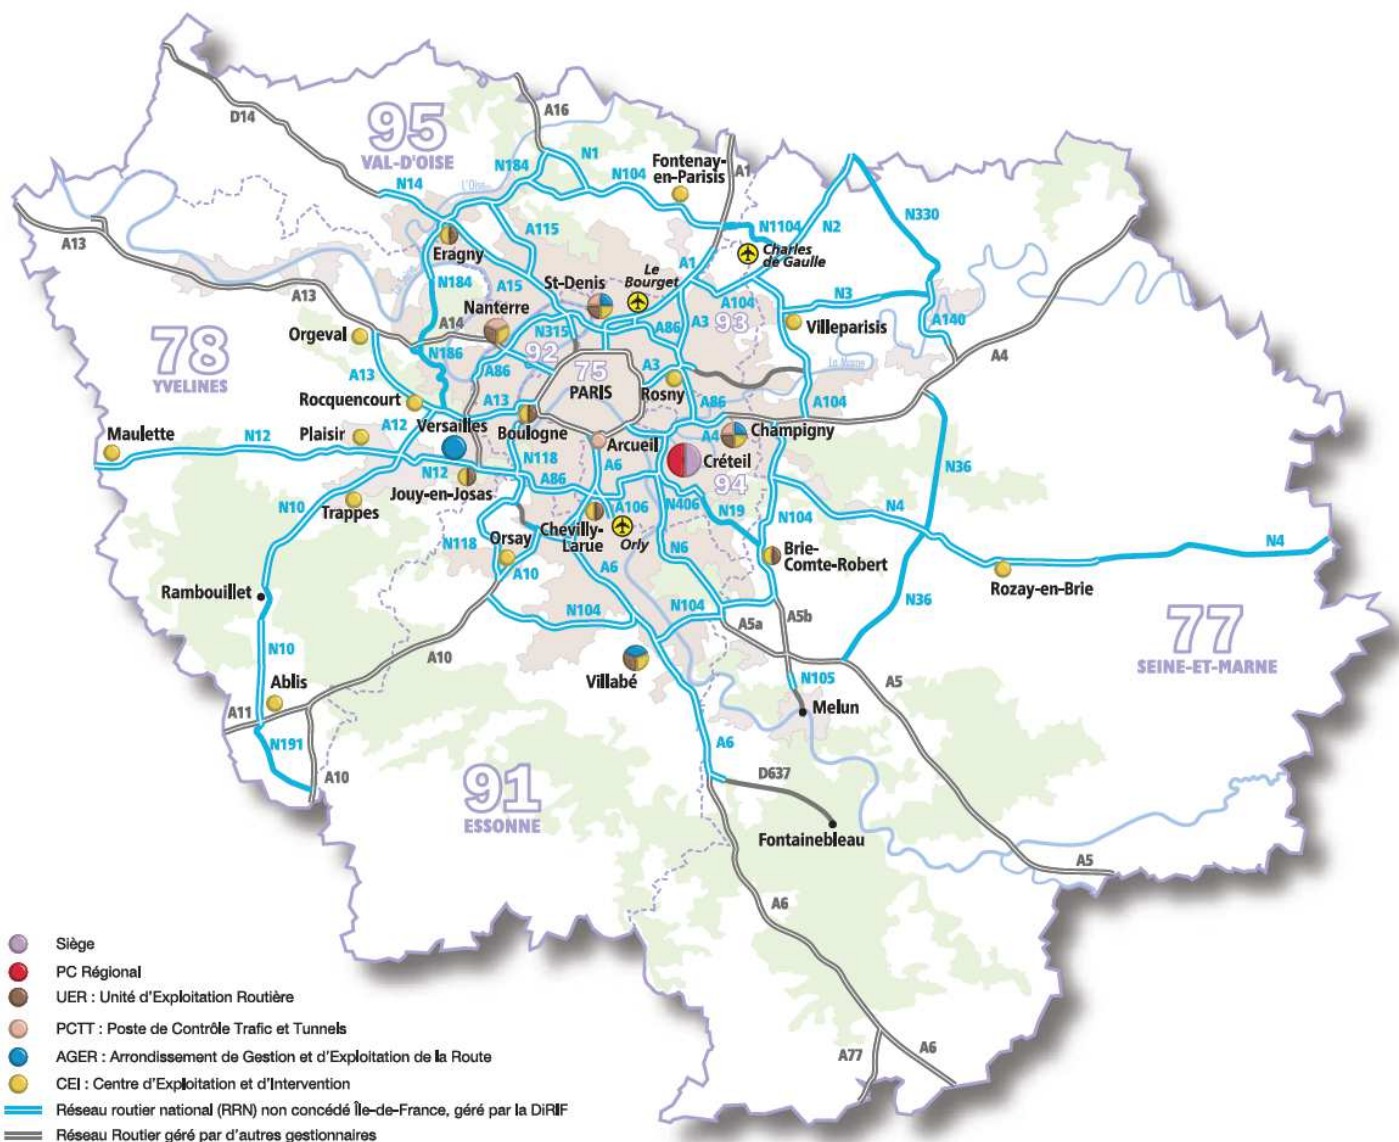 A16
D14
95
VAL-D'OISE
N184
N1
N104
Fontenay-
en-Parisis
A1
N14
L'Oise
N1104
N2
N330
A13
A115
Eragny
Charles
de Gaulle
A1
Le
Bourget
N184
A15
St-Denis
A104
N3
A13
Nanterre
A14
N315
A86
A3
93
Villeparisis
A140
Orgeval
78
YVELINES
N186
92
75
PARIS
A3
La Marne
A4
A13
A86
Rosny
Rocquencourt
A13
A86
A104
Maulette
N12
Plaisir
A12
Versailles
Boulogne
Arcueil
A4
Champigny
N12
N118
A6
Créteil
94
N36
Jouy-en-Josas
A86
N10
Trappes
A106
N406
N19
N104
N4
N118
Orsay
Chevilly-
Larue
Orly
N4
A10
A6
N6
Brie-
Comte-Robert
Rozay-en-Brie
Rambouillet
N104
N104
A5a
A5b
N36
77
SEINE-ET-MARNE
N10
A10
Villabé
N105
A5
Ablis
Melun
A11
N191
A6
A10
D637
91
ESSONNE
Fontainebleau
A5
A6
A77
A6
Siège
PC Régional
UER : Unité d'Exploitation Routière
PCTT : Poste de Contrôle Trafic et Tunnels
AGER : Arrondissement de Gestion et d'Exploitation de la Route
CEI : Centre d'Exploitation et d'Intervention
Réseau routier national (RRN) non concédé Île-de-France, géré par la DiRIF
Réseau Routier géré par d'autres gestionnaires